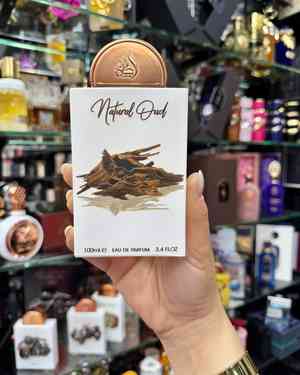 Natural Oud
100ml ℮ EAU DE PARFUM 3.4 FL.OZ